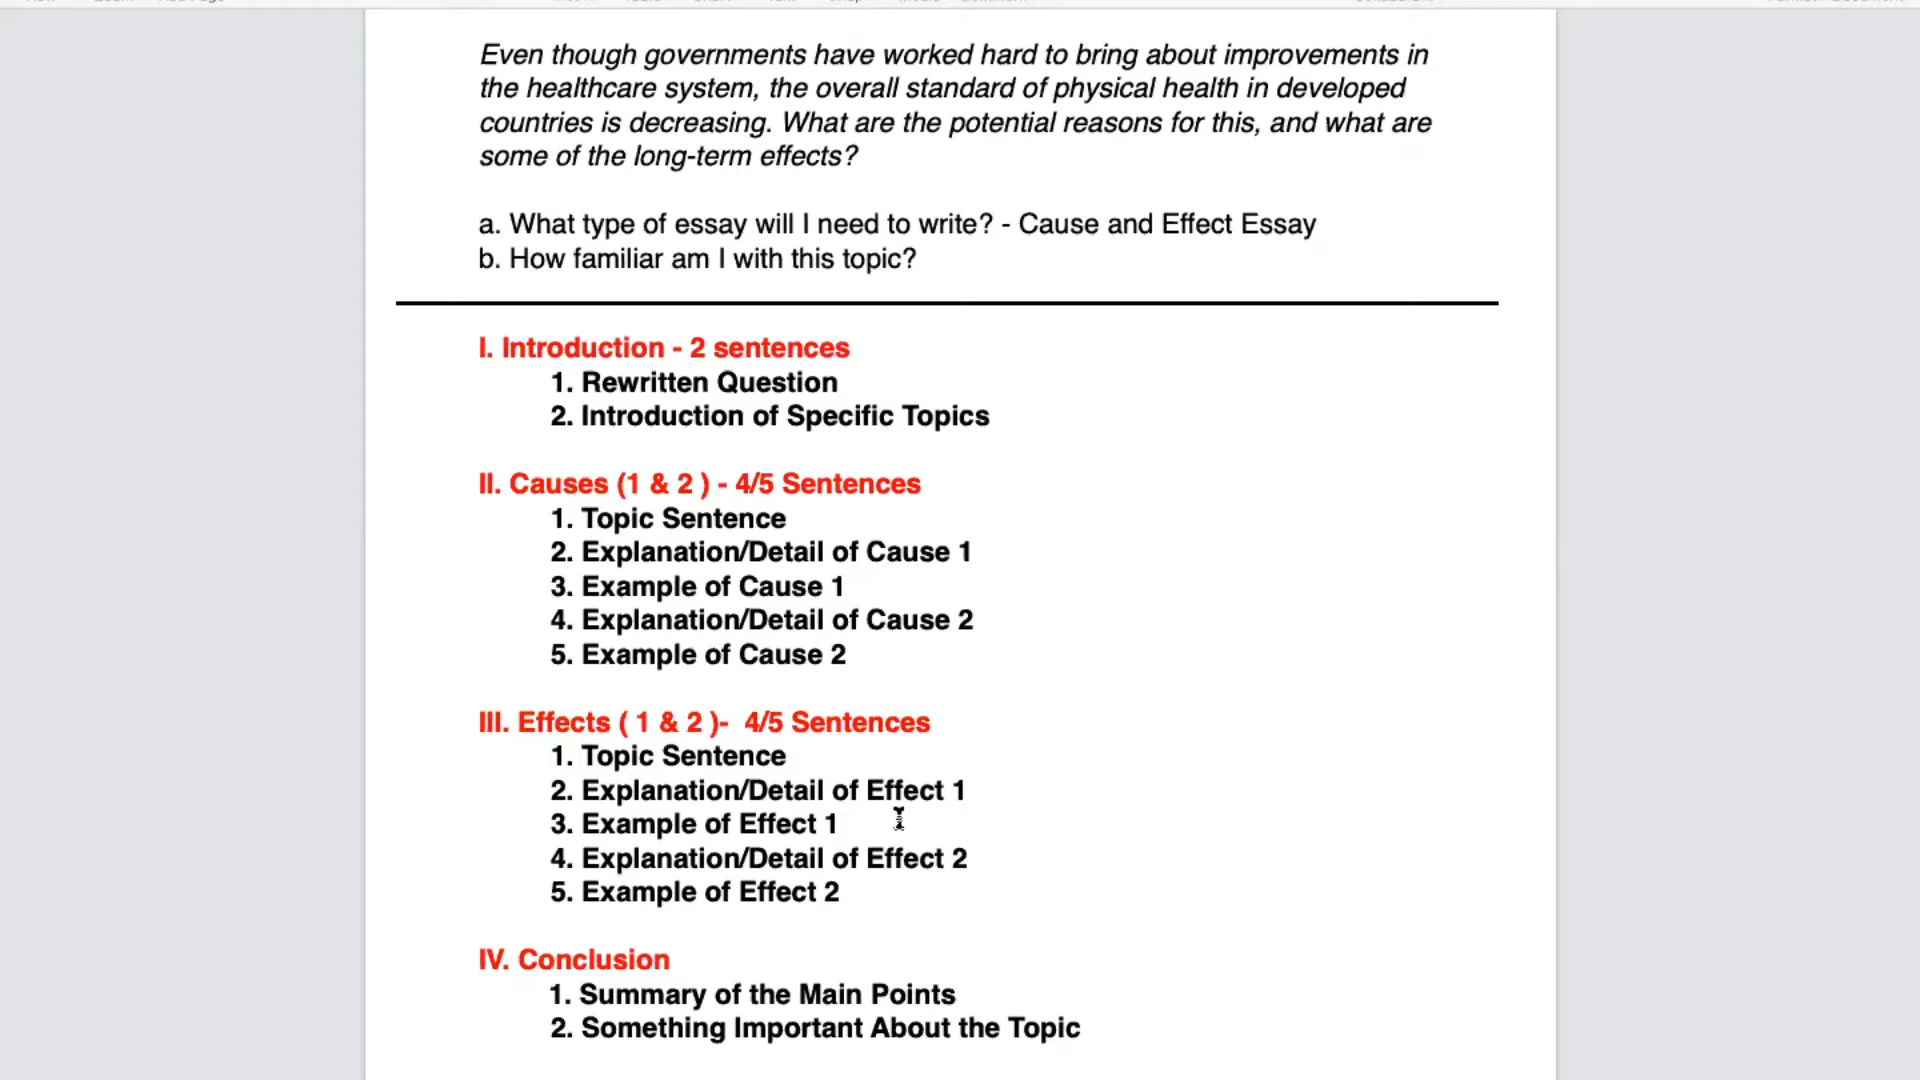 Even though governments have worked hard to bring about improvements in
the healthcare system, the overall standard of physical health in developed
countries is decreasing. What are the potential reasons for this, and what are
some of the long-term effects?
a. What type of essay will I need to write? - Cause and Effect Essay
b. How familiar am I with this topic?
I. Introduction - 2 sentences
1. Rewritten Question
2. Introduction of Specific Topics
II. Causes (1 & 2 ) - 4/5 Sentences
1. Topic Sentence
2. Explanation/Detail of Cause 1
3. Example of Cause 1
4. Explanation/Detail of Cause 2
5. Example of Cause 2
III. Effects ( 1 & 2 )-  4/5 Sentences
1. Topic Sentence
2. Explanation/Detail of Effect 1
3. Example of Effect 1
4. Explanation/Detail of Effect 2
5. Example of Effect 2
IV. Conclusion
1. Summary of the Main Points
2. Something Important About the Topic